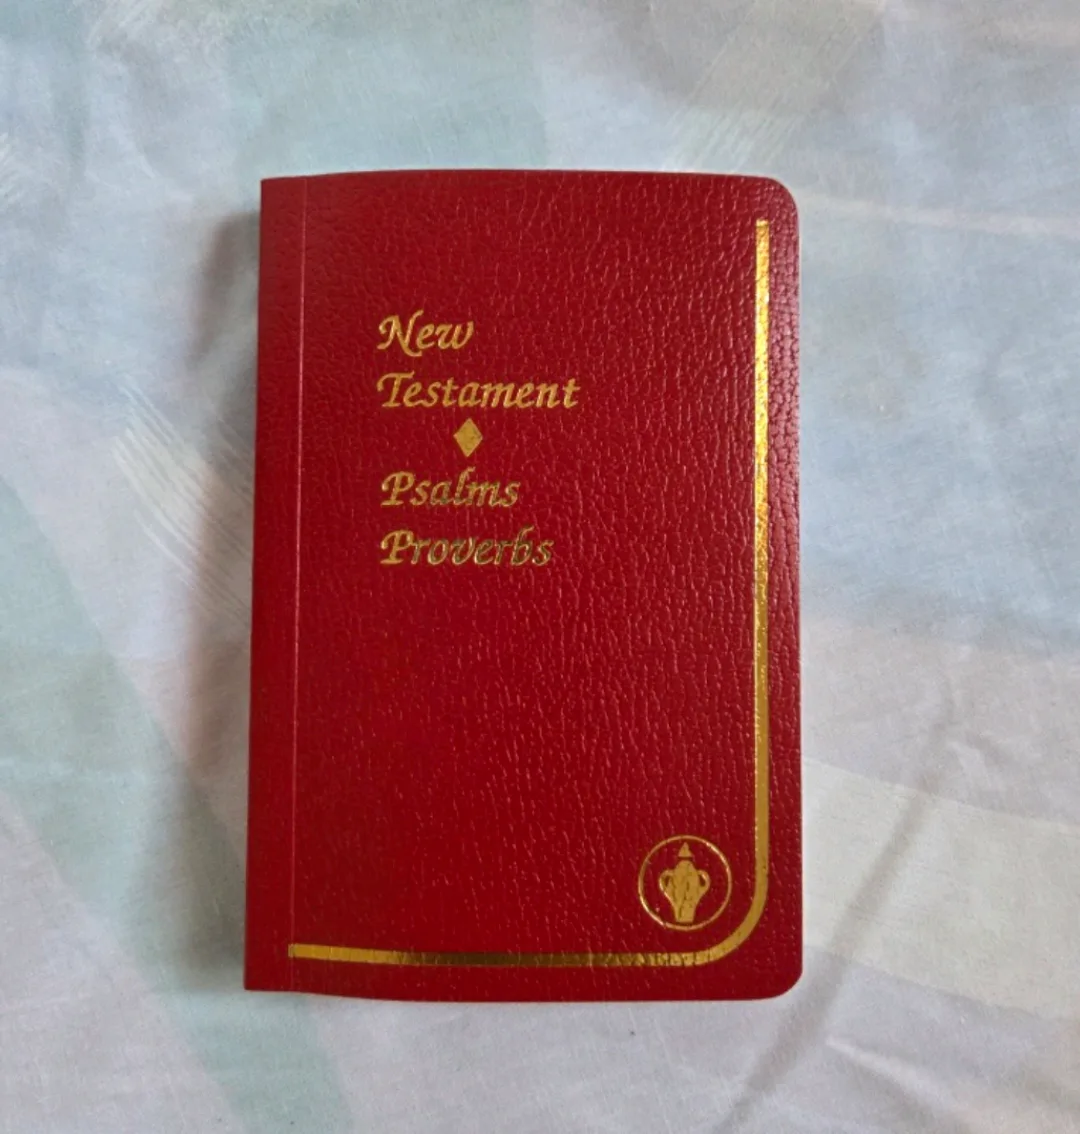 New
Testament
Psalms
Proverbs